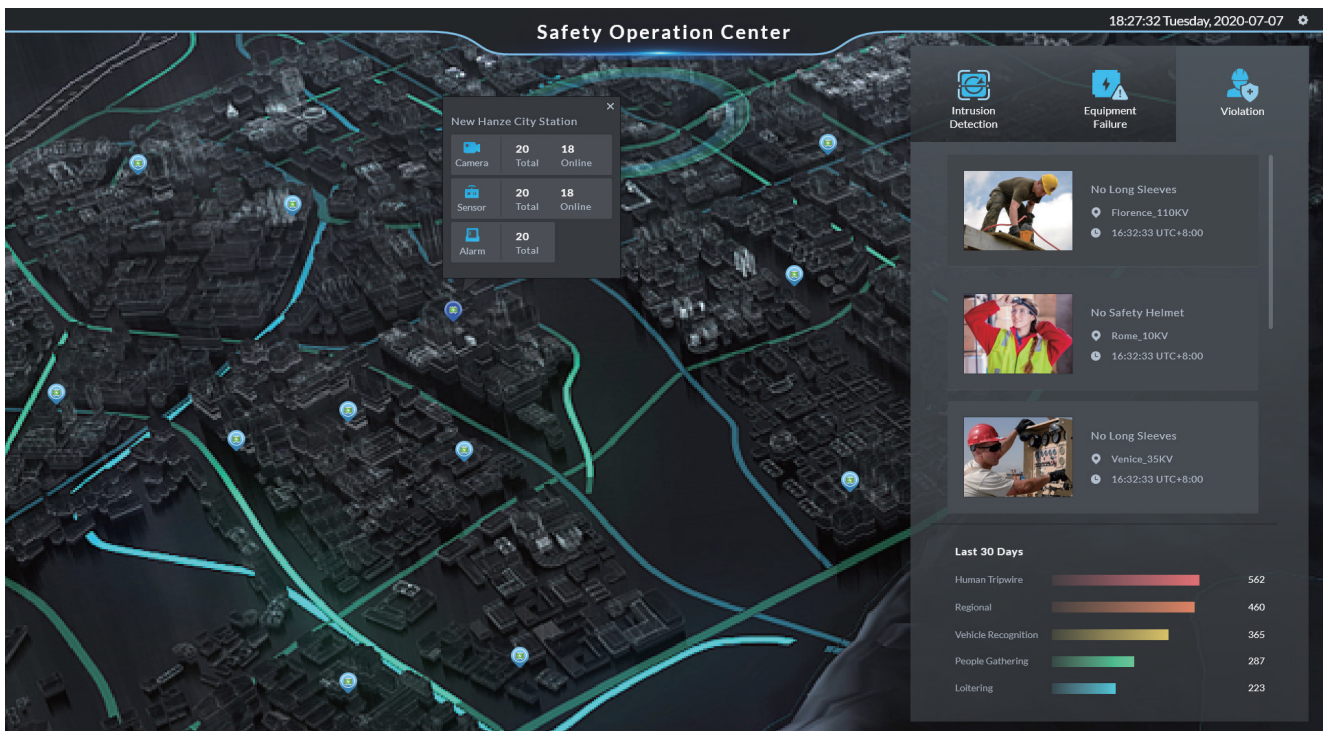 Safety Operation Center
18:27:32 Tuesday, 2020-07-07
New Hanze City Station
Camera
20
Total
18
Online
Sensor
20
Total
18
Online
Alarm
20
Total
Intrusion
Detection
Equipment
Failure
Violation
No Long Sleeves
Florence_110KV
16:32:33 UTC+8:00
No Safety Helmet
Rome_10KV
16:32:33 UTC+8:00
No Long Sleeves
Venice_35KV
16:32:33 UTC+8:00
Last 30 Days
Human Tripwire 562
Regional 460
Vehicle Recognition 365
People Gathering 287
Loitering 223